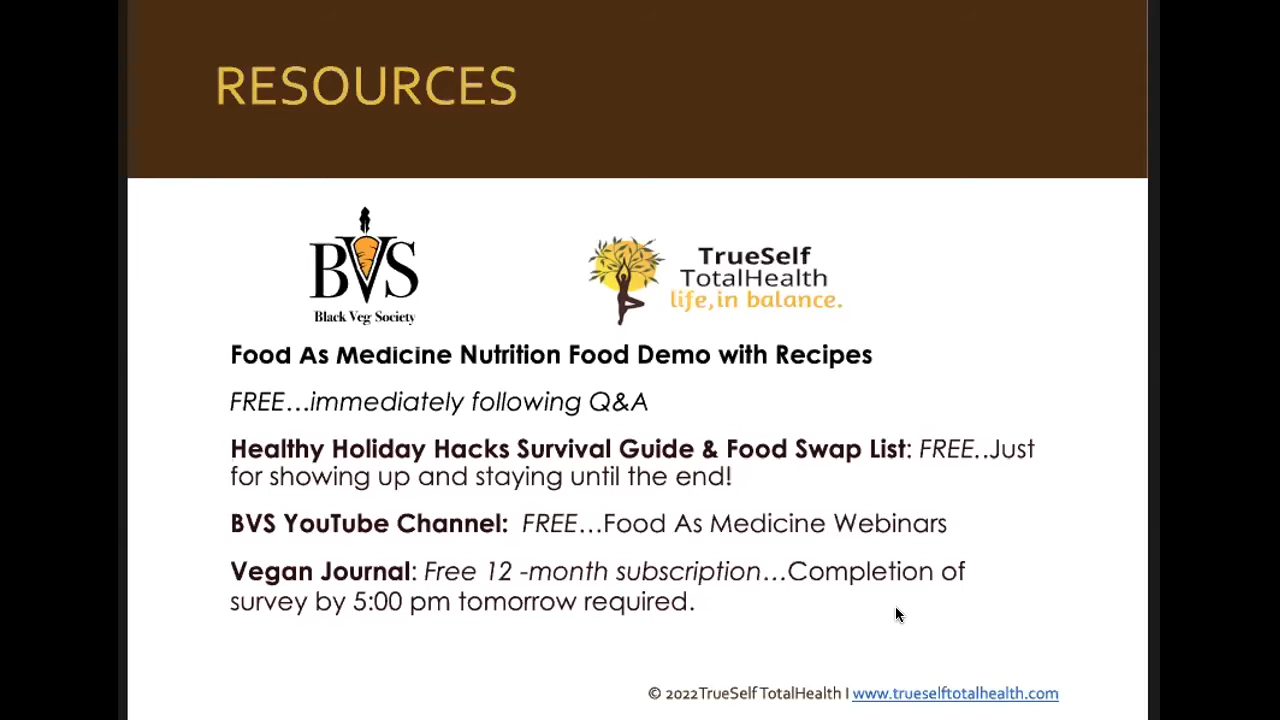 RESOURCES
BVS
Black Veg Society
TrueSelf
TotalHealth
life, in balance.
Food As Medicine Nutrition Food Demo with Recipes
FREE…immediately following Q&A
Healthy Holiday Hacks Survival Guide & Food Swap List: FREE..Just
for showing up and staying until the end!
BVS YouTube Channel:  FREE…Food As Medicine Webinars
Vegan Journal: Free 12 -month subscription…Completion of
survey by 5:00 pm tomorrow required.
© 2022TrueSelf TotalHealth I www.trueselftotalhealth.com